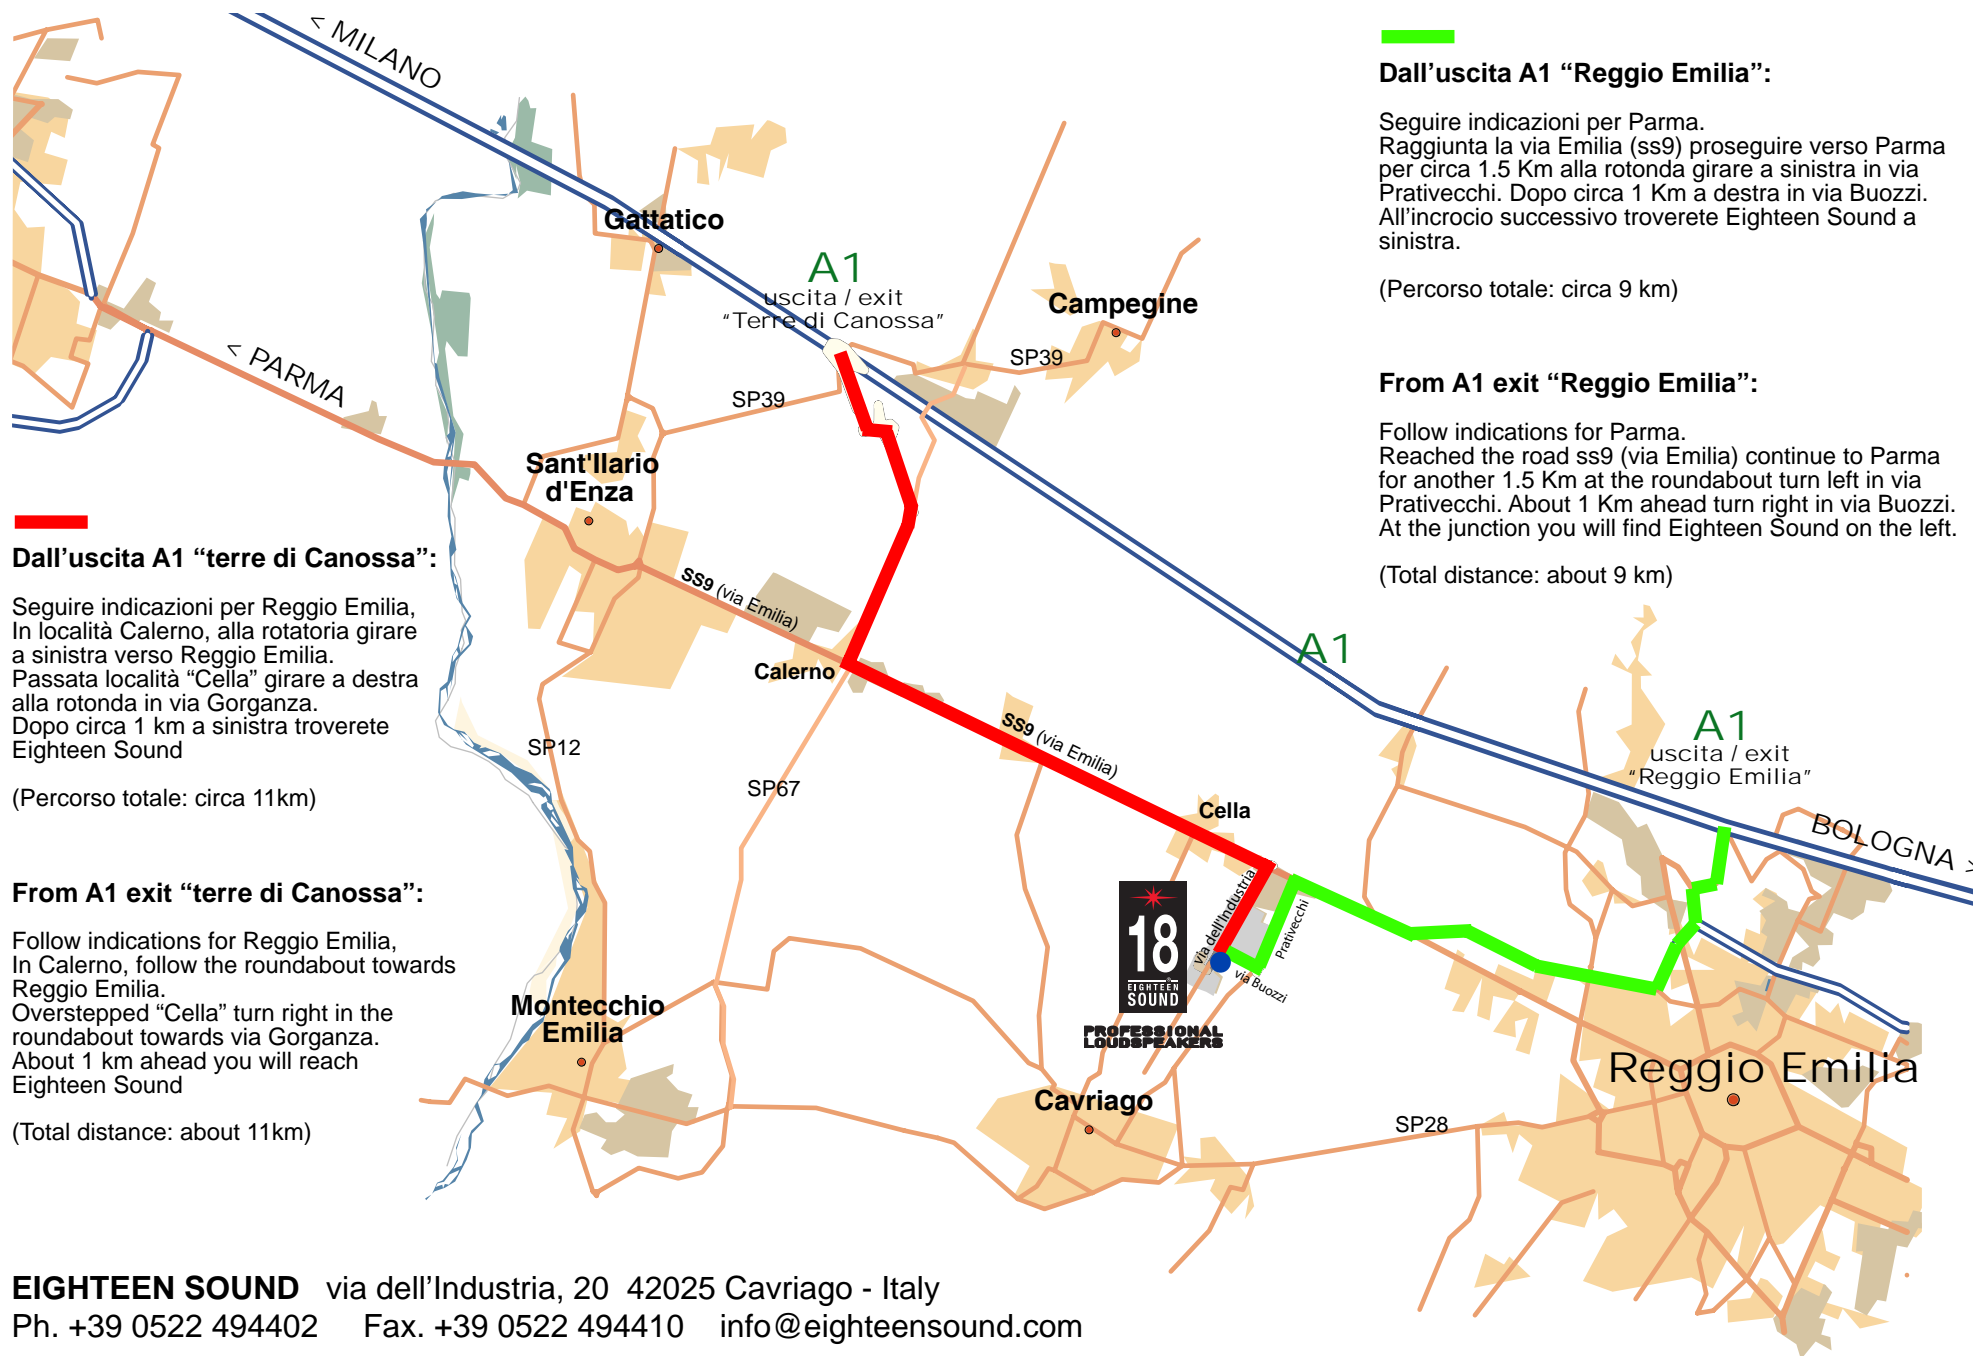 < MILANO
Dall’uscita A1 “Reggio Emilia”:
Seguire indicazioni per Parma.
Raggiunta la via Emilia (ss9) proseguire verso Parma
per circa 1.5 Km alla rotonda girare a sinistra in via
Prativecchi. Dopo circa 1 Km a destra in via Buozzi.
All’incrocio successivo troverete Eighteen Sound a
sinistra.
(Percorso totale: circa 9 km)
From A1 exit “Reggio Emilia”:
Follow indications for Parma.
Reached the road ss9 (via Emilia) continue to Parma
for another 1.5 Km at the roundabout turn left in via
Prativecchi. About 1 Km ahead turn right in via Buozzi.
At the junction you will find Eighteen Sound on the left.
(Total distance: about 9 km)
Gattatico
A1
uscita / exit
“Terre di Canossa”
Campegine
SP39
SP39
< PARMA
Sant'Ilario
d'Enza
SS9 (via Emilia)
Calerno
A1
SS9 (via Emilia)
SP12
SP67
Cella
A1
uscita / exit
“Reggio Emilia”
BOLOGNA >
Dall’uscita A1 “terre di Canossa”:
Seguire indicazioni per Reggio Emilia,
In località Calerno, alla rotatoria girare
a sinistra verso Reggio Emilia.
Passata località “Cella” girare a destra
alla rotonda in via Gorganza.
Dopo circa 1 km a sinistra troverete
Eighteen Sound
(Percorso totale: circa 11km)
From A1 exit “terre di Canossa”:
Follow indications for Reggio Emilia,
In Calerno, follow the roundabout towards
Reggio Emilia.
Overstepped “Cella” turn right in the
roundabout towards via Gorganza.
About 1 km ahead you will reach
Eighteen Sound
(Total distance: about 11km)
via dell'Industria
Prativecchi
via Buozzi
18
EIGHTEEN
SOUND
®
PROFESSIONAL
LOUDSPEAKERS
Montecchio
Emilia
Cavriago
SP28
Reggio Emilia
EIGHTEEN SOUND via dell’Industria, 20 42025 Cavriago - Italy
Ph. +39 0522 494402 Fax. +39 0522 494410 info@eighteensound.com